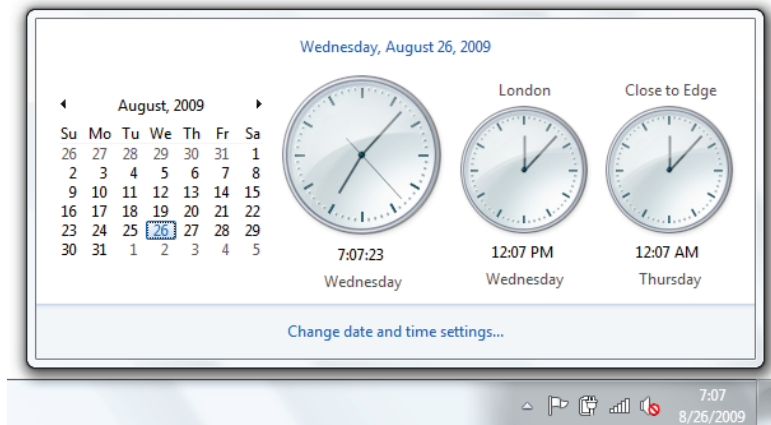 Wednesday, August 26, 2009
August, 2009
Su Mo Tu We Th Fr Sa
26 27 28 29 30 31 1
2 3 4 5 6 7 8
9 10 11 12 13 14 15
16 17 18 19 20 21 22
23 24 25 26 27 28 29
30 31 1 2 3 4 5
7:07:23
Wednesday
London
12:07 PM
Wednesday
Close to Edge
12:07 AM
Thursday
Change date and time settings...
7:07
8/26/2009